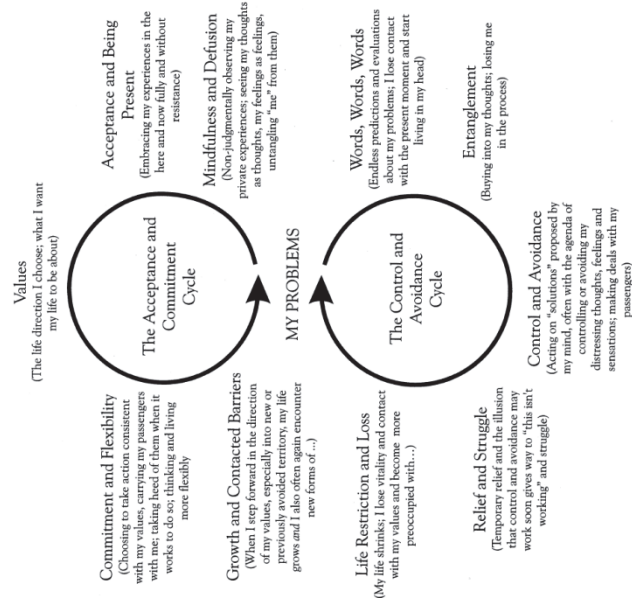 Values
(The life direction I choose; what I want
my life to be about)
Acceptance and Being
Present
(Embracing my experiences in the
here and now fully and without
resistance)
Mindfulness and Defusion
(Non-judgmentally observing my
private experiences; seeing my thoughts
as thoughts, my feelings as feelings,
untangling “me” from them)
Commitment and Flexibility
(Choosing to take action consistent
with my values, carrying my passengers
with me; taking heed of them when it
works to do so; thinking and living
more flexibly)
Growth and Contacted Barriers
(When I step forward in the direction
of my values, especially into new or
previously avoided territory, my life
grows and I also often again encounter
new forms of ...)
The Acceptance and
Commitment
Cycle
MY PROBLEMS
The Control and
Avoidance
Cycle
Words, Words, Words
(Endless predictions and evaluations
about my problems; I lose contact
with the present moment and start
living in my head)
Entanglement
(Buying into my thoughts; losing me
in the process)
Control and Avoidance
(Acting on “solutions” proposed by
my mind, often with the agenda of
controlling or avoiding my
distressing thoughts, feelings and
sensations; making deals with my
passengers)
Relief and Struggle
(Temporary relief and the illusion
that control and avoidance may
work soon gives way to “this isn’t
working” and struggle)
Life Restriction and Loss
(My life shrinks; I lose vitality and contact
with my values and become more
preoccupied with...)